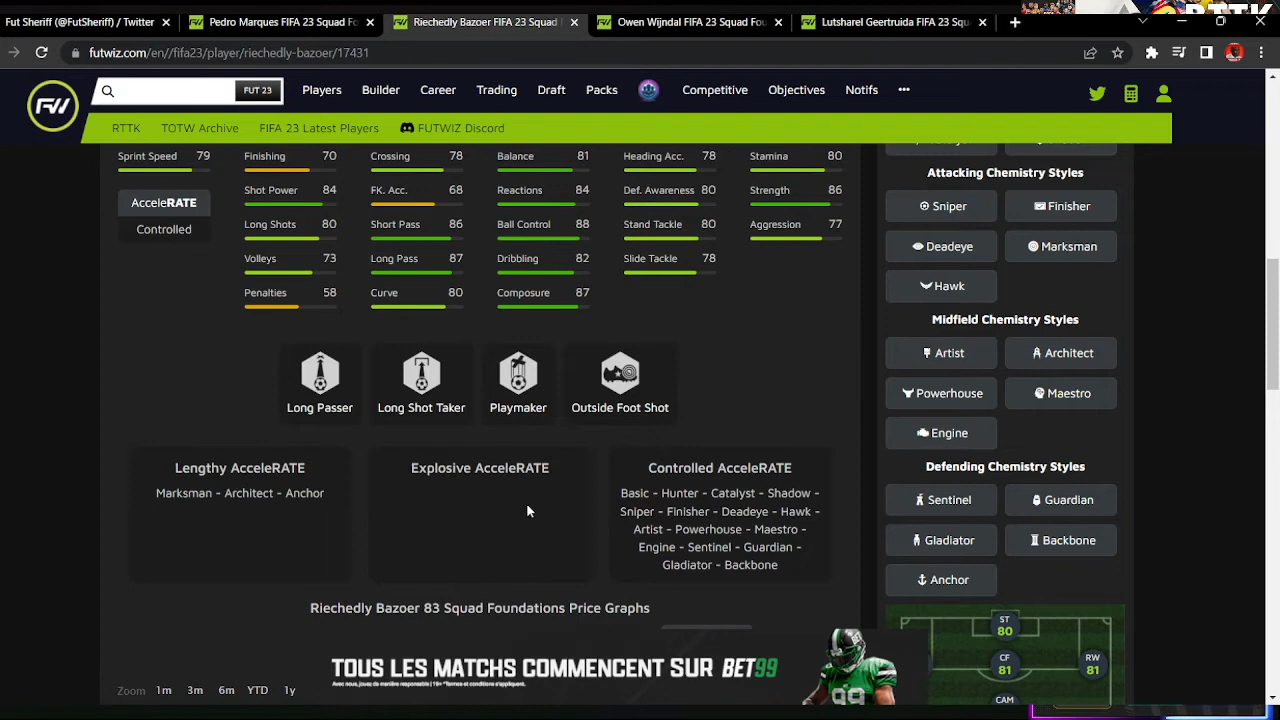 Fut Sheriff (@FutSheriff) / Twitter
Pedro Marques FIFA 23 Squad Fo
Riechedly Bazoer FIFA 23 Squad
Owen Wijndal FIFA 23 Squad Fou
Lutsharel Geertruida FIFA 23 Squ
futwiz.com/en//fifa23/player/riechedly-bazoer/17431
FW
FUT 23
Players
Builder
Career
Trading
Draft
Packs
Competitive
Objectives
Notifs
RTTK
TOTW Archive
FIFA 23 Latest Players
FUTWIZ Discord
Sprint Speed 79
Finishing 70
Crossing 78
Balance 81
Heading Acc. 78
Stamina 80
AcceleRATE
Shot Power 84
FK. Acc. 68
Reactions 84
Def. Awareness 80
Strength 86
Controlled
Long Shots 80
Short Pass 86
Ball Control 88
Stand Tackle 80
Aggression 77
Volleys 73
Long Pass 87
Dribbling 82
Slide Tackle 78
Penalties 58
Curve 80
Composure 87
Long Passer
Long Shot Taker
Playmaker
Outside Foot Shot
Lengthy AcceleRATE
Marksman - Architect - Anchor
Explosive AcceleRATE
Controlled AcceleRATE
Basic - Hunter - Catalyst - Shadow -
Sniper - Finisher - Deadeye - Hawk -
Artist - Powerhouse - Maestro -
Engine - Sentinel - Guardian -
Gladiator - Backbone
Riechedly Bazoer 83 Squad Foundations Price Graphs
Zoom 1m 3m 6m YTD 1y
Attacking Chemistry Styles
Sniper
Finisher
Deadeye
Marksman
Hawk
Midfield Chemistry Styles
Artist
Architect
Powerhouse
Maestro
Engine
Defending Chemistry Styles
Sentinel
Guardian
Gladiator
Backbone
Anchor
ST
80
CF
81
RW
81
CAM
TOUS LES MATCHS COMMENCENT SUR BET99